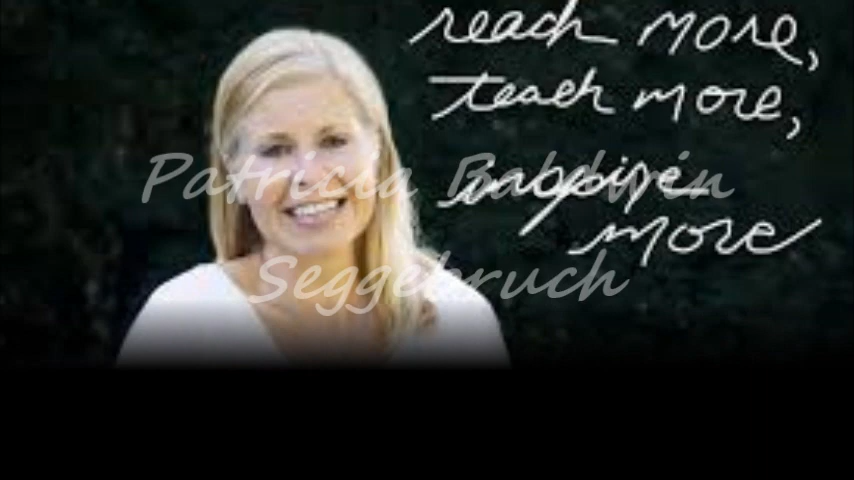 reach more,
teach more,
inspire
more
Patricia Baldwin
Seggebruch